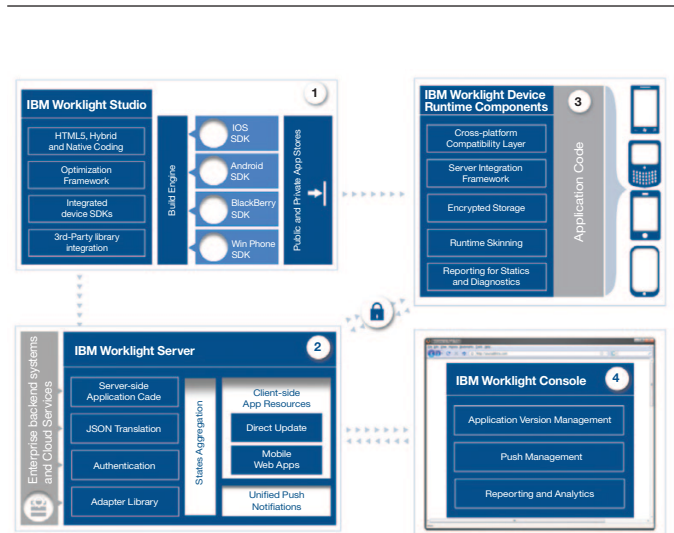 1
IBM Worklight Studio
HTML5, Hybrid
and Native Coding
Optimization
Framework
Integrated
device SDKs
3rd-Party library
integration
Build Engine
IOS
SDK
Android
SDK
BlackBerry
SDK
Win Phone
SDK
Public and Private App Stores
IBM Worklight Device
Runtime Components
3
Cross-platform
Compatibility Layer
Server Integration
Framework
Encrypted Storage
Runtime Skinning
Reporting for Statics
and Diagnostics
Application Code
Enterprise backend systems
and Cloud Services
IBM Worklight Server
2
Server-side
Application Cade
JSON Translation
Authentication
Adapter Library
States Aggregation
Client-side
App Resources
Direct Update
Mobile
Web Apps
Unified Push
Notifiations
IBM Worklight Console
4
Application Version Management
Push Management
Repeorting and Analytics